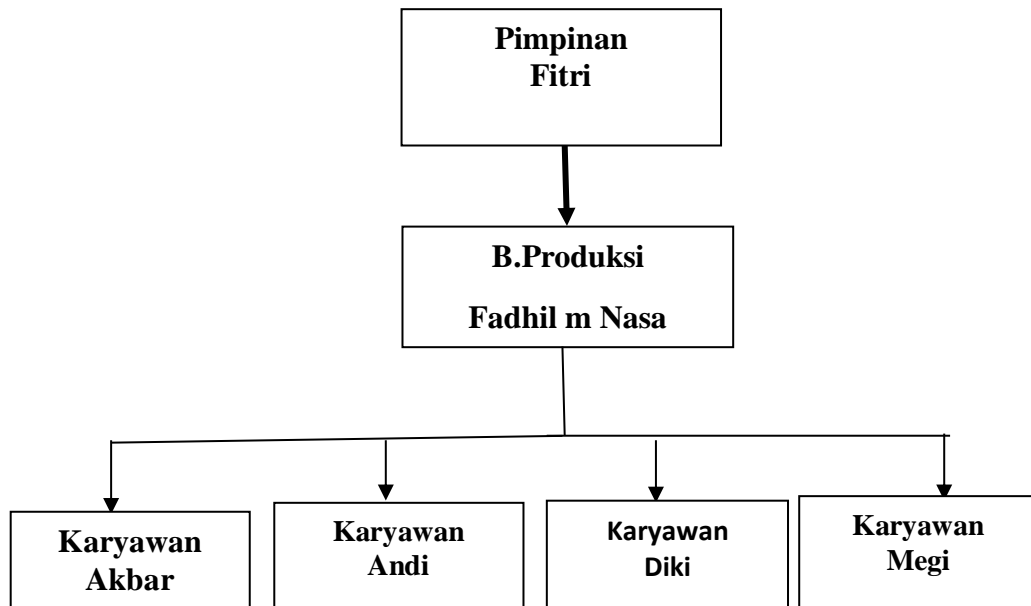 Pimpinan
Fitri
B.Produksi
Fadhil m Nasa
Karyawan
Akbar
Karyawan
Andi
Karyawan
Diki
Karyawan
Megi